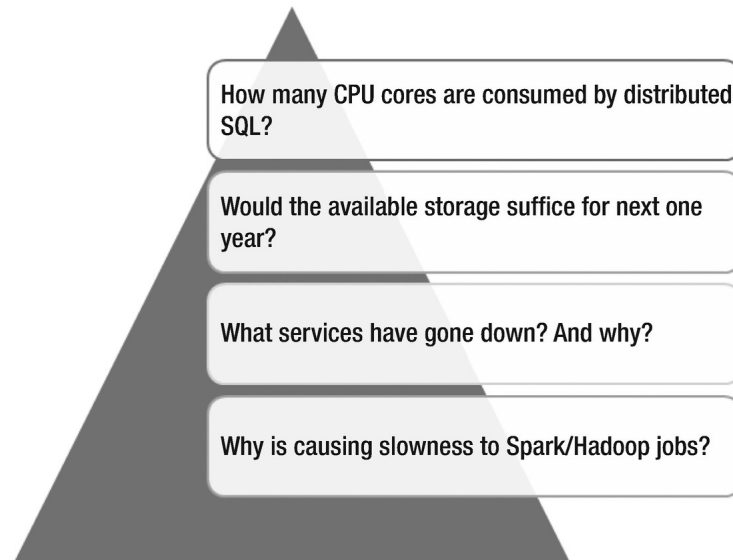 How many CPU cores are consumed by distributed
SQL?
Would the available storage suffice for next one
year?
What services have gone down? And why?
Why is causing slowness to Spark/Hadoop jobs?